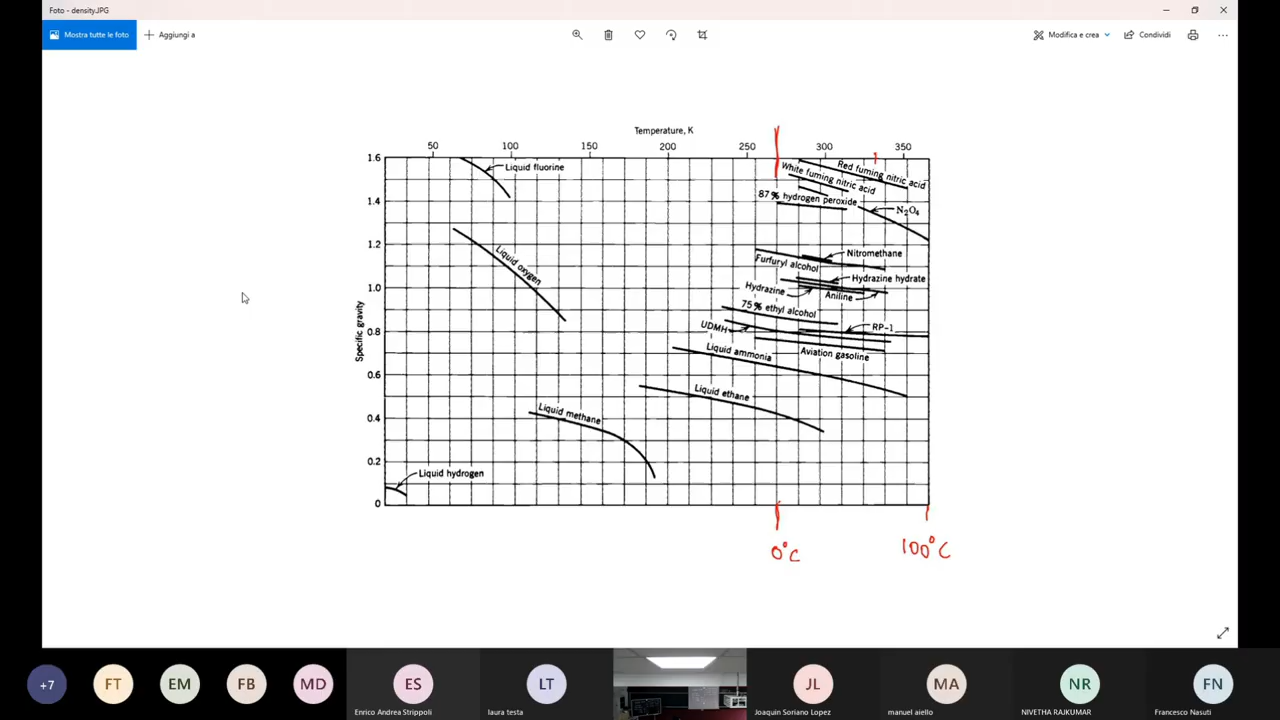 Foto - density.JPG
Mostra tutte le foto
Aggiungi a
Modifica e crea
Condividi
Temperature, K
50 100 150 200 250 300 350
Specific gravity
1.6
1.4
1.2
1.0
0.8
0.6
0.4
0.2
0
Liquid fluorine
Red fuming nitric acid
White fuming nitric acid
87% hydrogen peroxide
N₂O₄
Liquid oxygen
Nitromethane
Furfuryl alcohol
Hydrazine hydrate
Hydrazine
Aniline
75% ethyl alcohol
UDMH
RP-1
Liquid ammonia
Aviation gasoline
Liquid ethane
Liquid methane
Liquid hydrogen
0°C
100°C
+7
FT
EM
FB
MD
ES
Enrico Andrea Strippoli
LT
laura testa
JL
Joaquin Soriano Lopez
MA
manuel aiello
NR
NIVETHA RAJKUMAR
FN
Francesco Nasuti